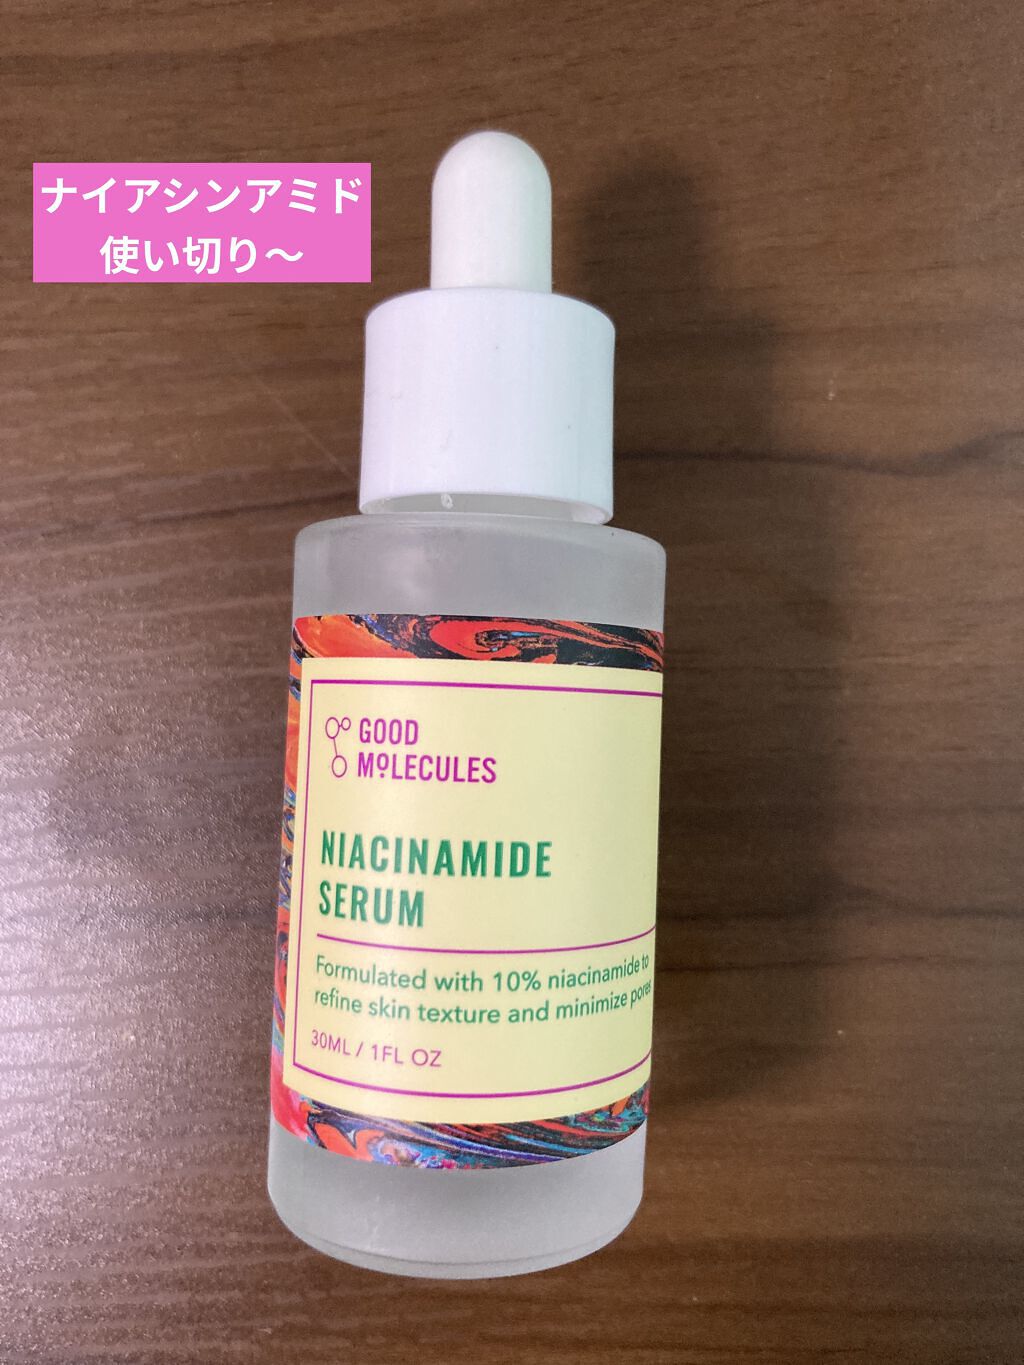 ナイアシンアミド
使い切り〜
GOOD
MOLECULES
NIACINAMIDE
SERUM
Formulated with 10% niacinamide to
refine skin texture and minimize pores
30ML / 1FL OZ